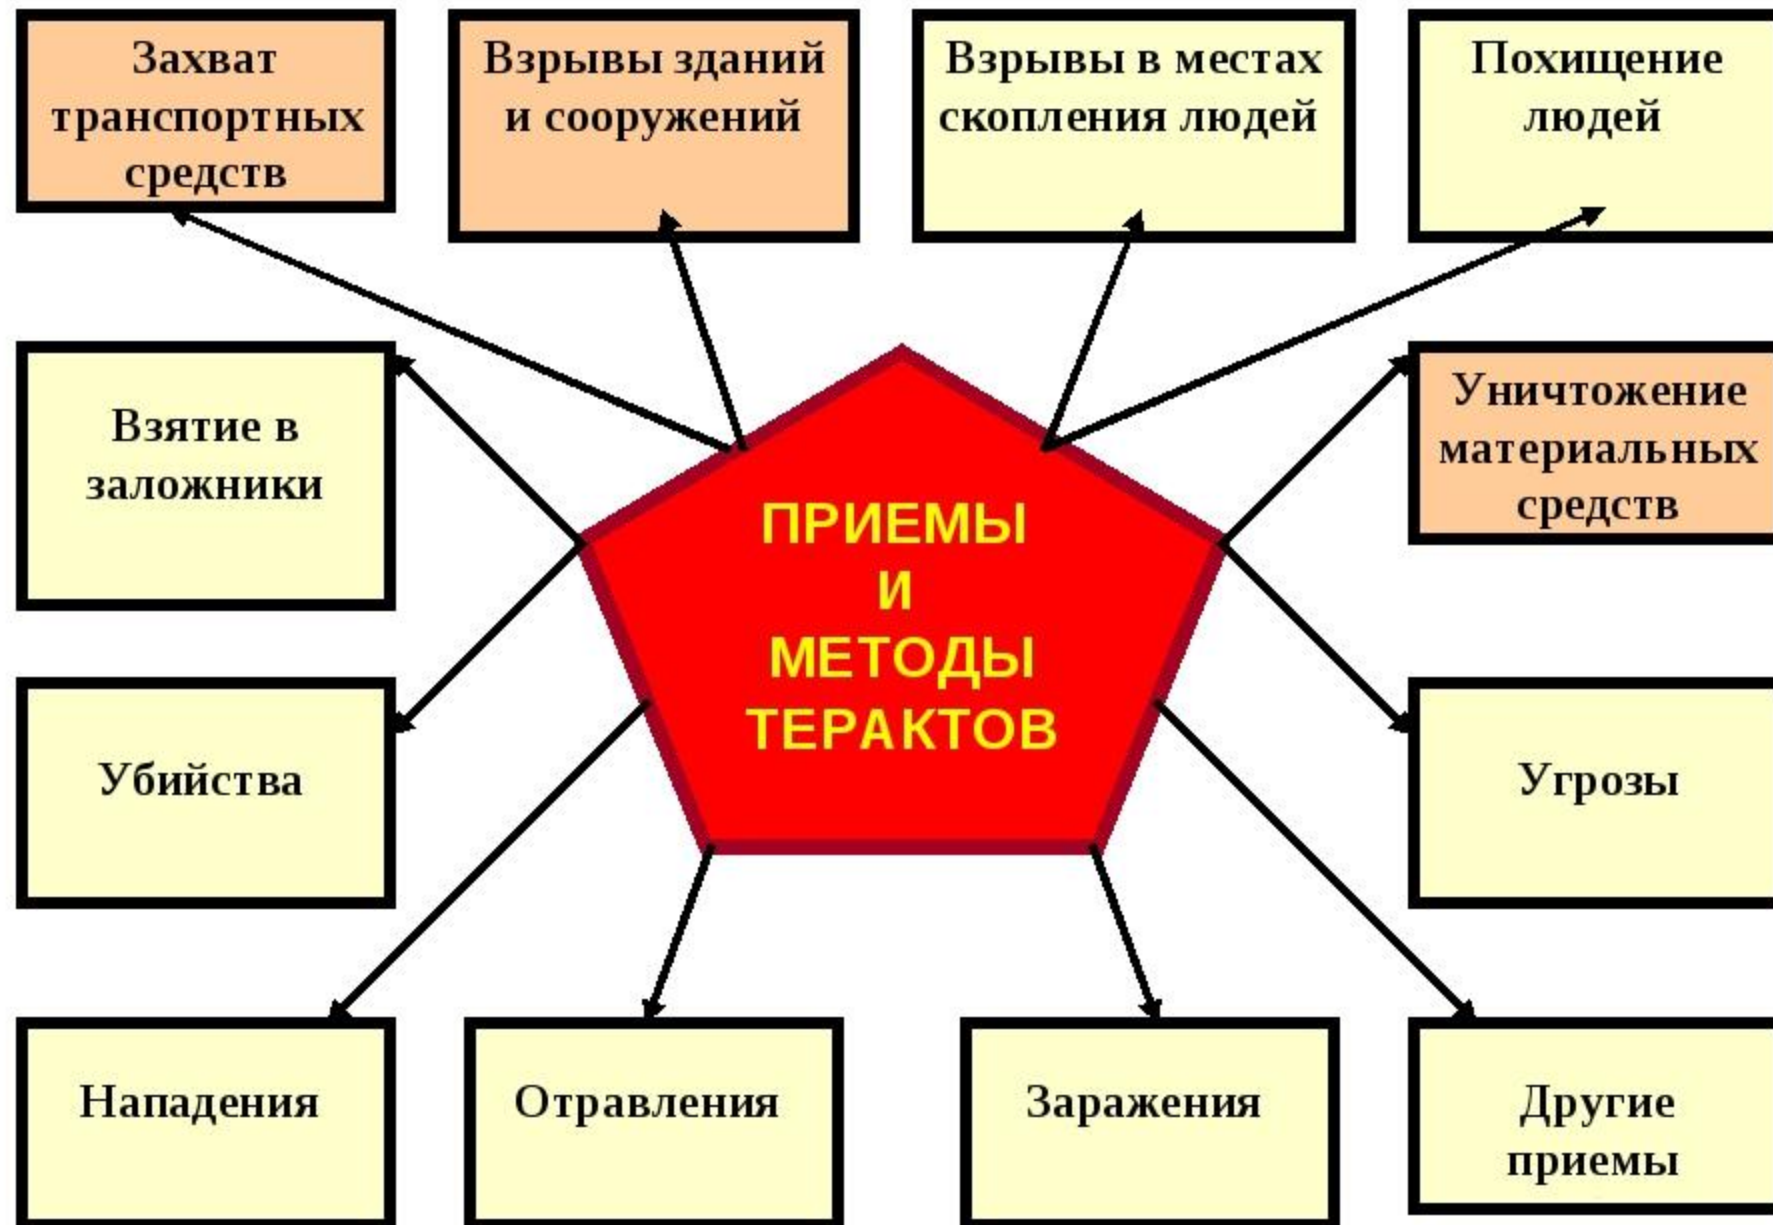 Захват
транспортных
средств
Взрывы зданий
и сооружений
Взрывы в местах
скопления людей
Похищение
людей
Взятие в
заложники
ПРИЕМЫ
И
МЕТОДЫ
ТЕРАКТОВ
Уничтожение
материальных
средств
Убийства
Угрозы
Нападения
Отравления
Заражения
Другие
приемы